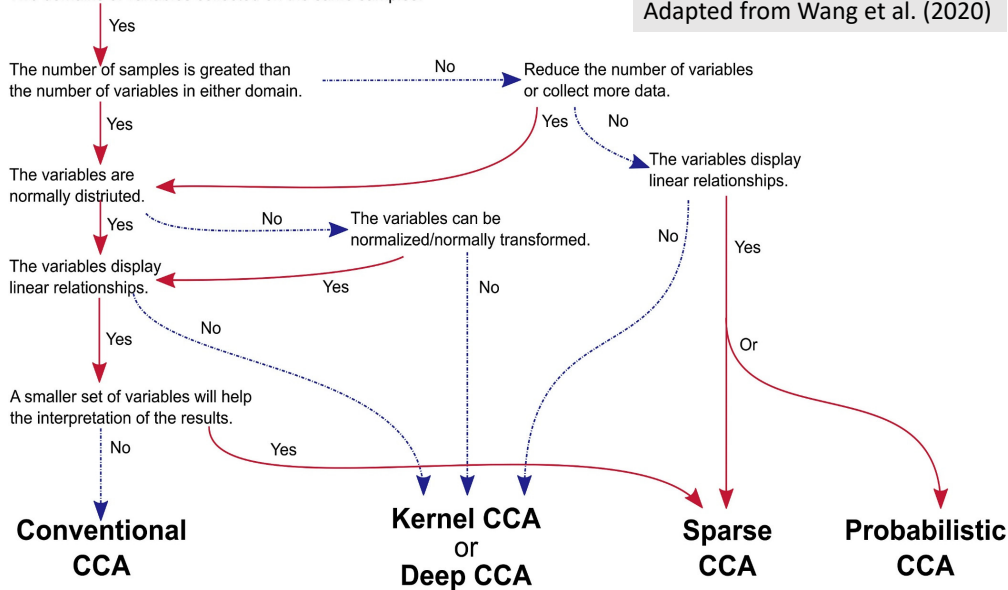 Adapted from Wang et al. (2020)
Yes
The number of samples is greated than
the number of variables in either domain.
No
Reduce the number of variables
or collect more data.
Yes
Yes
No
The variables display
linear relationships.
The variables are
normally distriuted.
Yes
No
The variables can be
normalized/normally transformed.
No
Yes
The variables display
linear relationships.
Yes
No
Yes
No
Or
A smaller set of variables will help
the interpretation of the results.
No
Yes
Conventional
CCA
Kernel CCA
or
Deep CCA
Sparse
CCA
Probabilistic
CCA